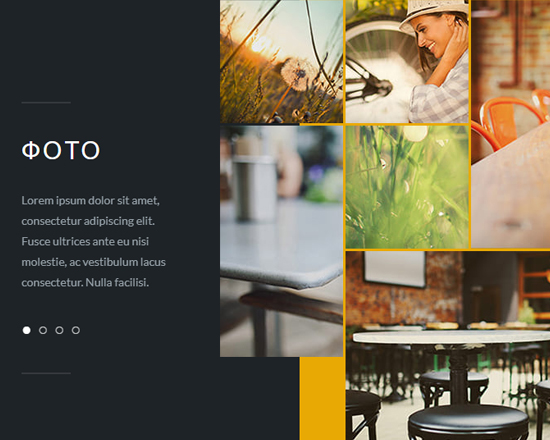 ФОТО
Lorem ipsum dolor sit amet,
consectetur adipiscing elit.
Fusce ultrices ante eu nisi
molestie, ac vestibulum lacus
consectetur. Nulla facilisi.